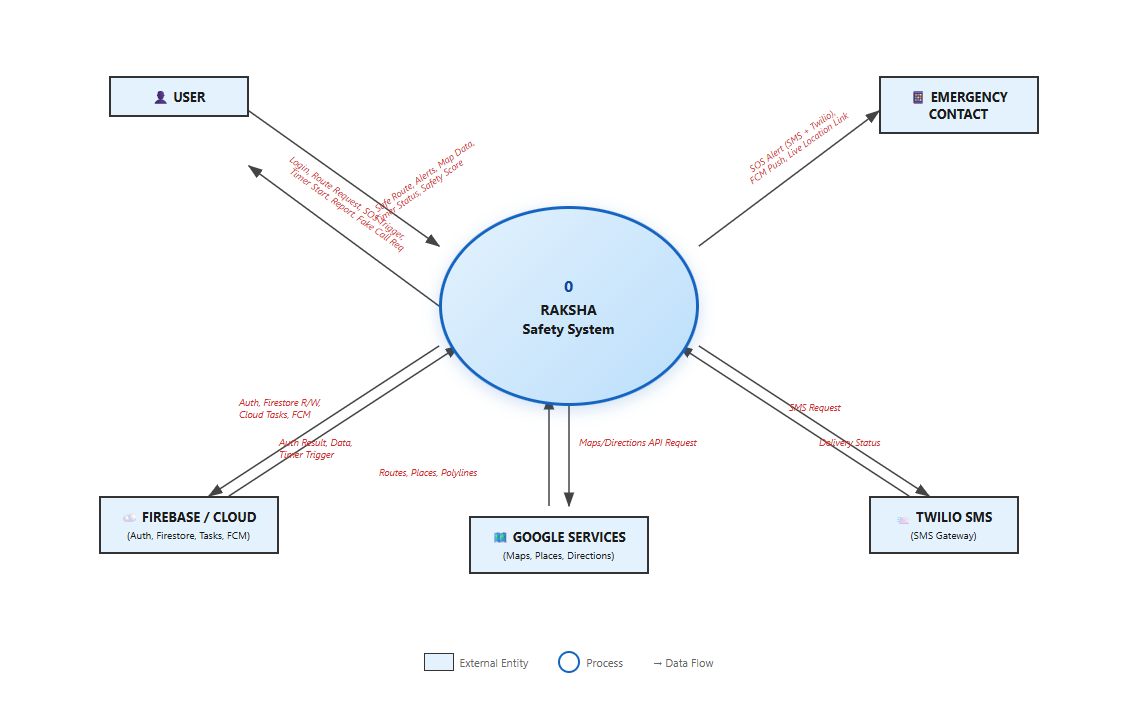 USER
EMERGENCY
CONTACT
SOS Alert (SMS + Twilio),
FCM Push, Live Location Link
Safe Route, Alerts, Map Data,
Timer Status, Safety Score
Login, Route Request, SOS Trigger,
Timer Start, Report, Fake Call Req
0
RAKSHA
Safety System
Auth, Firestore R/W,
Cloud Tasks, FCM
SMS Request
Auth Result, Data,
Timer Trigger
Maps/Directions API Request
Delivery Status
Routes, Places, Polylines
FIREBASE / CLOUD
(Auth, Firestore, Tasks, FCM)
GOOGLE SERVICES
(Maps, Places, Directions)
TWILIO SMS
(SMS Gateway)
External Entity
Process
→ Data Flow